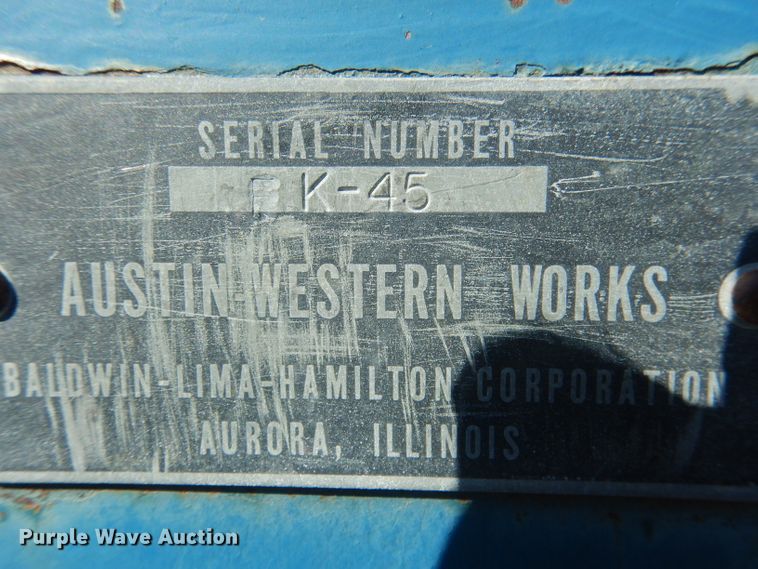 SERIAL NUMBER
K-45
AUSTIN-WESTERN WORKS
BALDWIN-LIMA-HAMILTON CORPORATION
AURORA, ILLINOIS
Purple Wave Auction